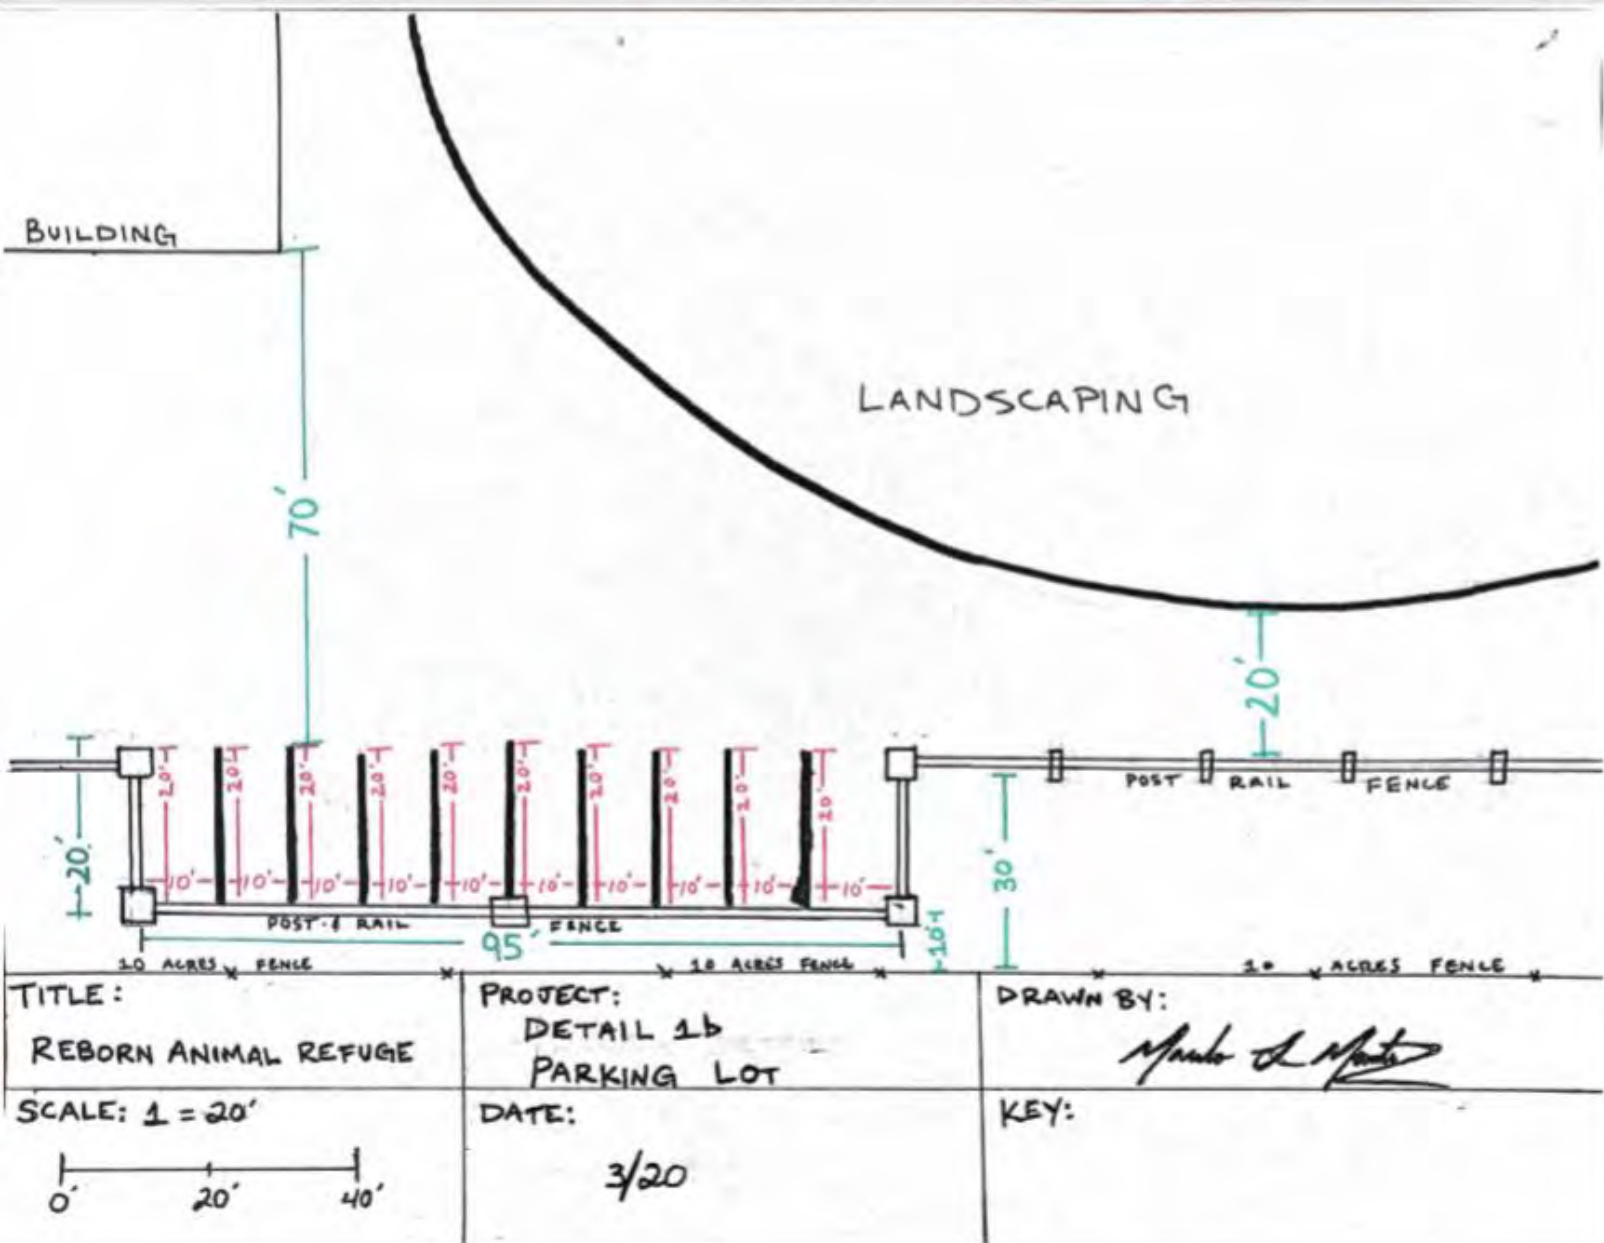 BUILDING
LANDSCAPING
70'
20'
20'
20' 20' 20' 20' 20' 20' 20' 20' 20' 20'
POST RAIL FENCE
30'
10' 10' 10' 10' 10' 10' 10' 10' 10' 10'
POST & RAIL FENCE
95'
10'
10 ACRES FENCE 10 ACRES FENCE 10 ACRES FENCE
TITLE:
REBORN ANIMAL REFUGE
PROJECT:
DETAIL 1b
PARKING LOT
DRAWN BY:
SCALE: 1 = 20'
0' 20' 40'
DATE:
3/20
KEY: